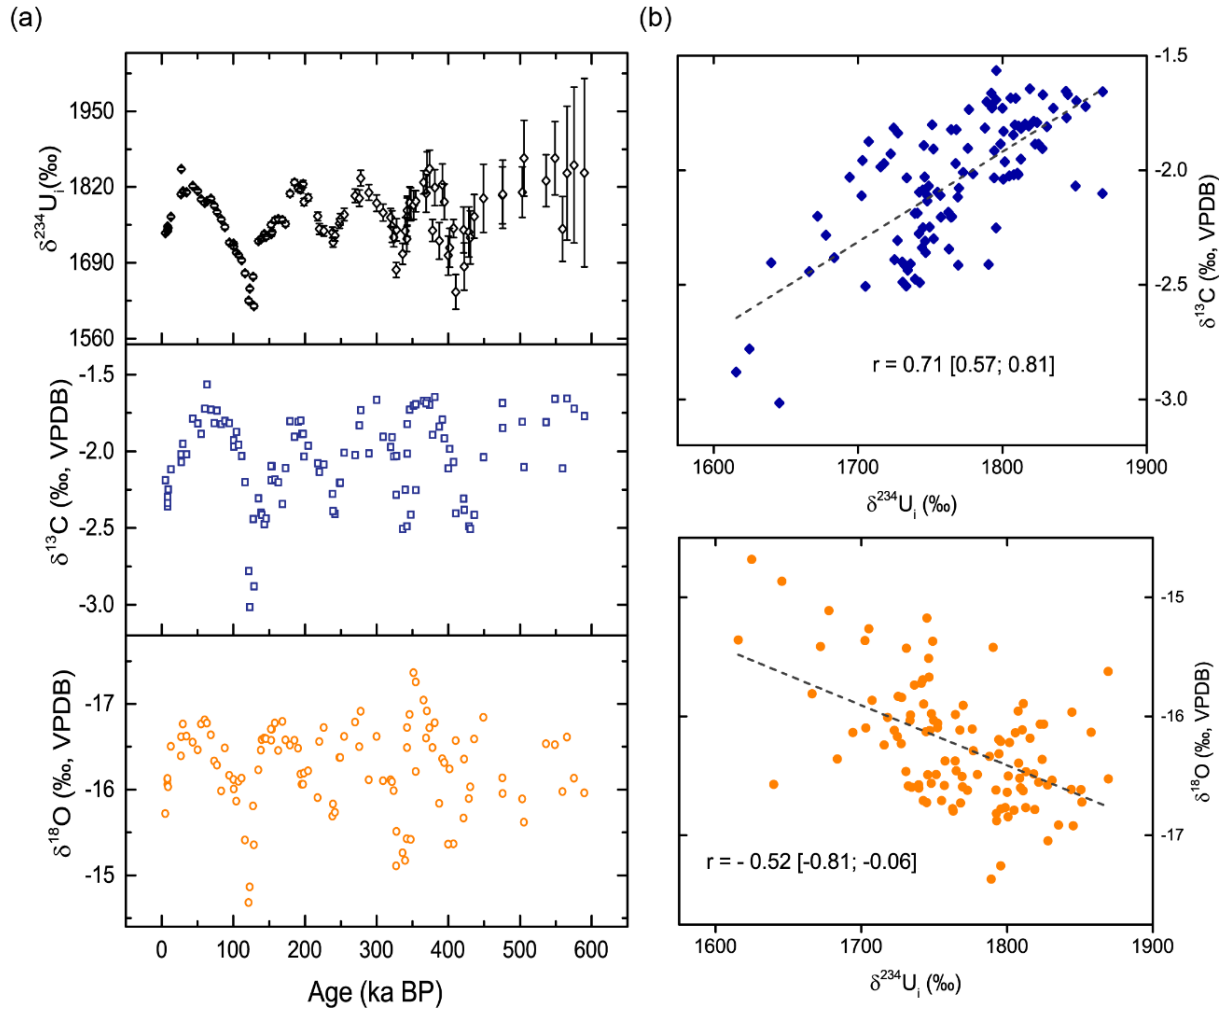 (a)
1950
1820
1690
1560
δ²³⁴Uᵢ(‰)
-1.5
-2.0
-2.5
-3.0
δ¹³C (‰, VPDB)
-17
-16
-15
δ¹⁸O (‰, VPDB)
0 100 200 300 400 500 600
Age (ka BP)
(b)
-1.5
-2.0
-2.5
-3.0
δ¹³C (‰, VPDB)
r = 0.71 [0.57; 0.81]
1600 1700 1800 1900
δ²³⁴Uᵢ (‰)
-15
-16
-17
δ¹⁸O (‰, VPDB)
r = - 0.52 [-0.81; -0.06]
1600 1700 1800 1900
δ²³⁴Uᵢ (‰)